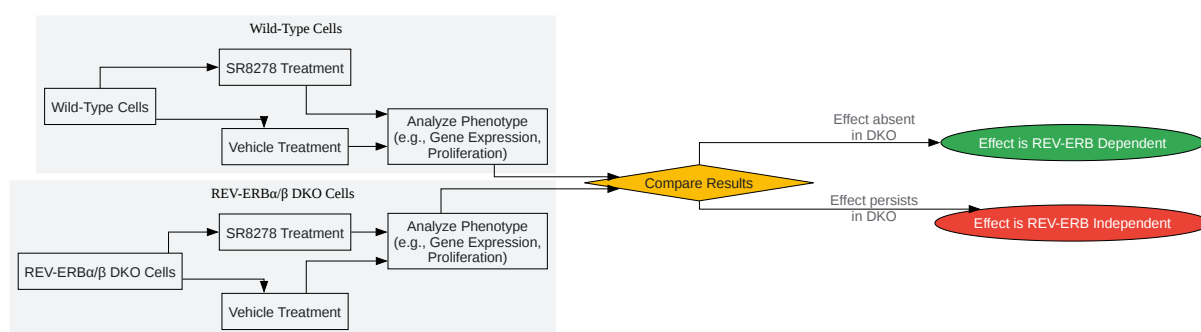 Wild-Type Cells
SR8278 Treatment
Wild-Type Cells
Vehicle Treatment
Analyze Phenotype
(e.g., Gene Expression,
Proliferation)
REV-ERBα/β DKO Cells
SR8278 Treatment
REV-ERBα/β DKO Cells
Vehicle Treatment
Analyze Phenotype
(e.g., Gene Expression,
Proliferation)
Compare Results
Effect absent
in DKO
Effect is REV-ERB Dependent
Effect persists
in DKO
Effect is REV-ERB Independent